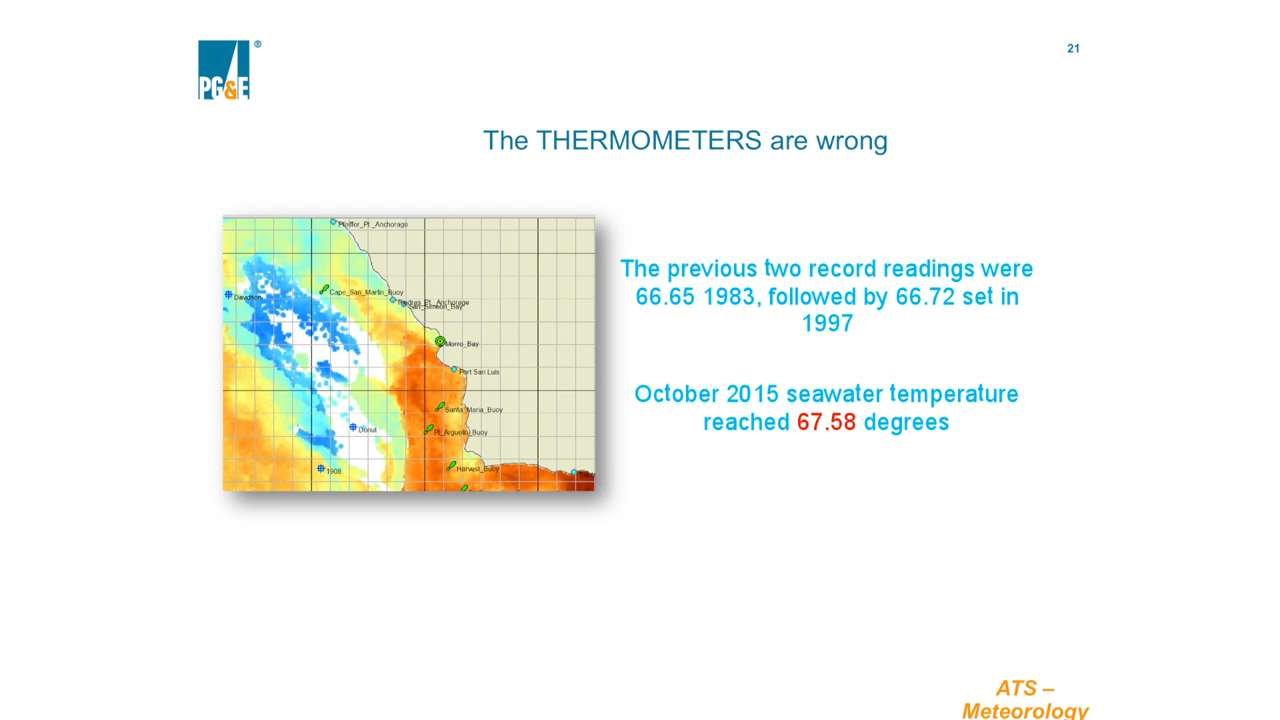 PG&E ®
21
The THERMOMETERS are wrong
Pfeiffer_Pt_Anchorage
Davidson
Cape_San_Martin_Buoy
San_Simeon_Bay
Morro_Bay
Port San Luis
Santa_Maria_Buoy
Donut
Pt_Arguello_Buoy
1908
Harvest_Buoy
The previous two record readings were
66.65 1983, followed by 66.72 set in
1997
October 2015 seawater temperature
reached 67.58 degrees
ATS –
Meteorology